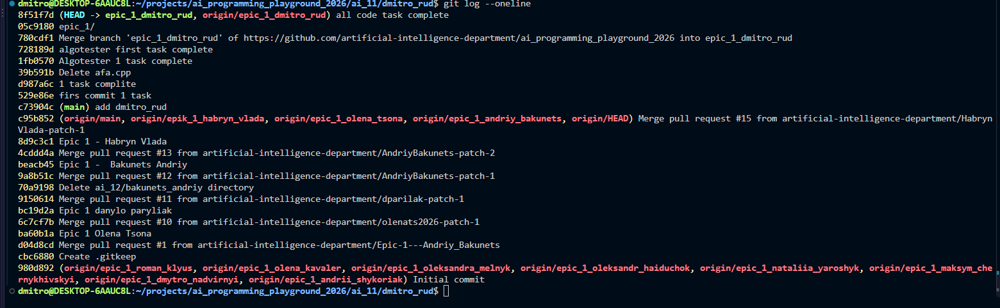 dmitro@DESKTOP-6AAUC8L:~/projects/ai_programming_playground_2026/ai_11/dmitro_rud$ git log --oneline
8f51f7d (HEAD -> epic_1_dmitro_rud, origin/epic_1_dmitro_rud) all code task complete
05c9180 epic_1/
780cdf1 Merge branch 'epic_1_dmitro_rud' of https://github.com/artificial-intelligence-department/ai_programming_playground_2026 into epic_1_dmitro_rud
728189d algotester first task complete
1fb0570 Algotester 1 task complete
39b591b Delete afa.cpp
d987a6c 1 task complite
529e86e firs commit 1 task
c73904c (main) add dmitro_rud
c95b852 (origin/main, origin/epik_1_habryn_vlada, origin/epic_1_olena_tsona, origin/epic_1_andriy_bakunets, origin/HEAD) Merge pull request #15 from artificial-intelligence-department/Habryn
Vlada-patch-1
8d9c3c1 Epic 1 - Habryn Vlada
4cddd4a Merge pull request #13 from artificial-intelligence-department/AndriyBakunets-patch-2
beacb45 Epic 1 -  Bakunets Andriy
9a8b51c Merge pull request #12 from artificial-intelligence-department/AndriyBakunets-patch-1
70a9198 Delete ai_12/bakunets_andriy directory
9150614 Merge pull request #11 from artificial-intelligence-department/dparilak-patch-1
bc19d2a Epic 1 danylo paryliak
6c7cf7b Merge pull request #10 from artificial-intelligence-department/olenats2026-patch-1
ba60b1a Epic 1 Olena Tsona
d04d8cd Merge pull request #1 from artificial-intelligence-department/Epic-1---Andriy_Bakunets
cbc6880 Create .gitkeep
980d892 (origin/epic_1_roman_klyus, origin/epic_1_olena_kavaler, origin/epic_1_oleksandra_melnyk, origin/epic_1_oleksandr_haiduchok, origin/epic_1_nataliia_yaroshyk, origin/epic_1_maksym_che
rnykhivskyi, origin/epic_1_dmytro_nadvirnyi, origin/epic_1_andrii_shykoriak) Initial commit
dmitro@DESKTOP-6AAUC8L:~/projects/ai_programming_playground_2026/ai_11/dmitro_rud$